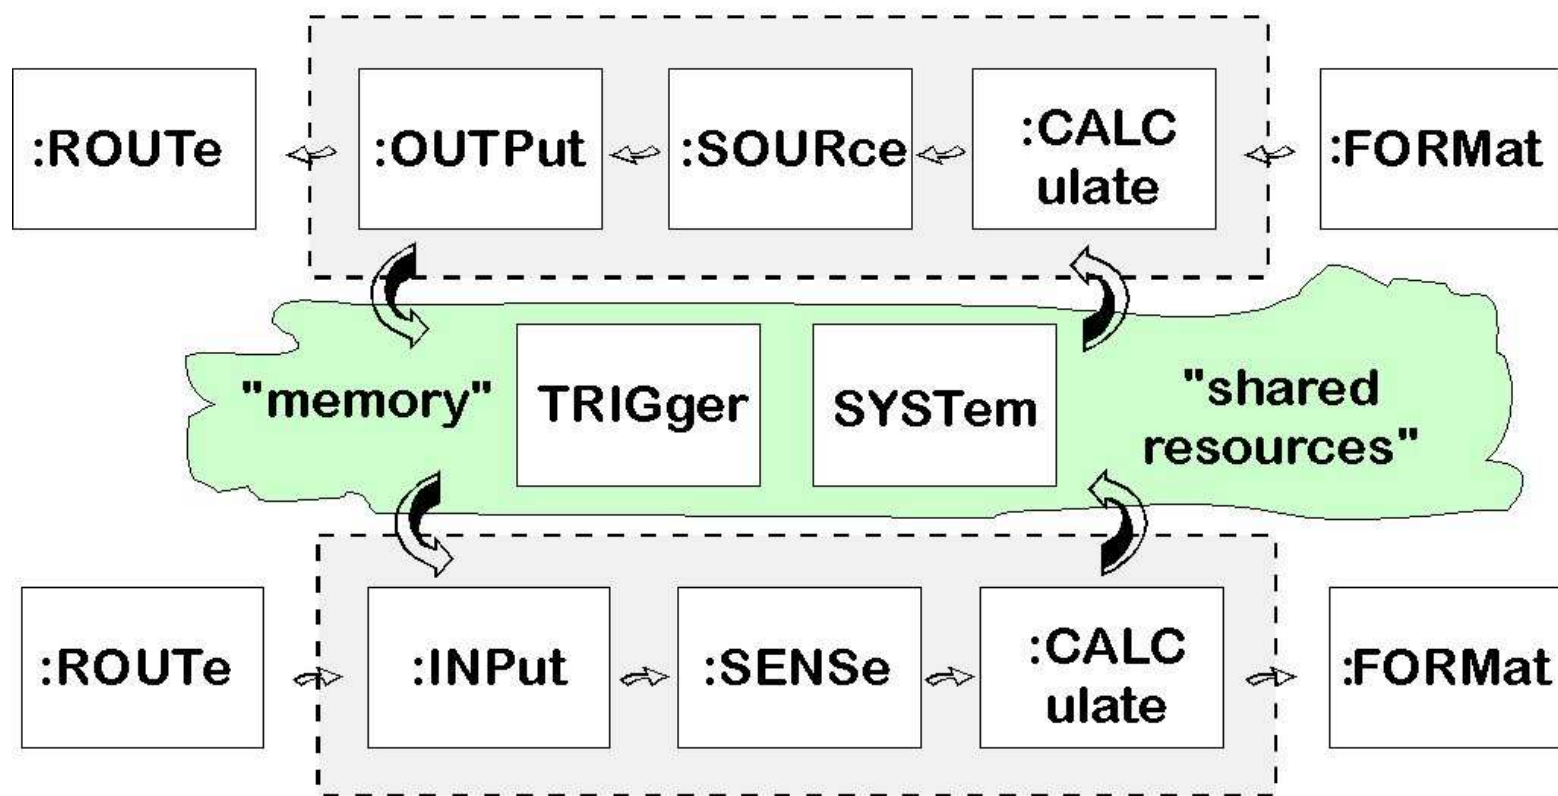 :ROUTe
:OUTPut
:SOURce
:CALC
ulate
:FORMat
"memory"
TRIGger
SYSTem
"shared
resources"
:ROUTe
:INPut
:SENSe
:CALC
ulate
:FORMat